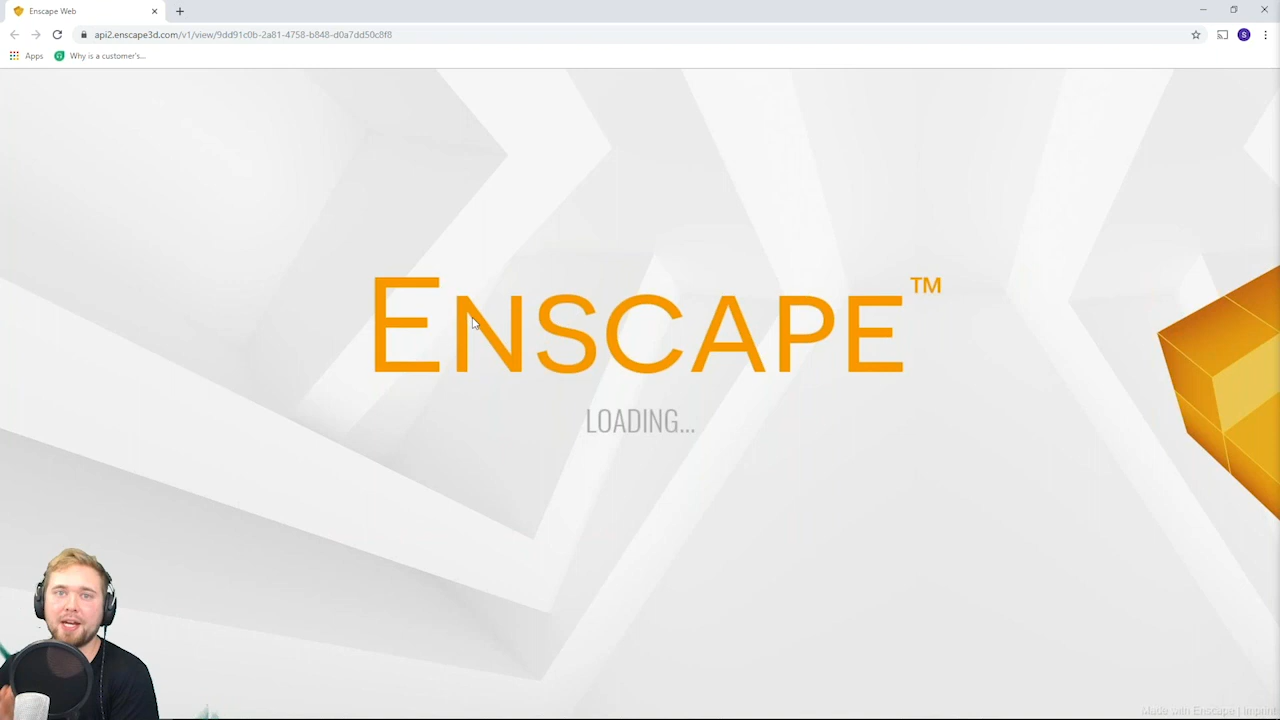 Enscape Web
api2.enscape3d.com/v1/view/9dd91c0b-2a81-4758-b848-d0a7dd50c8f8
S
Apps
Why is a customer's...
ENSCAPE™
LOADING...
Made with Enscape | Imprint